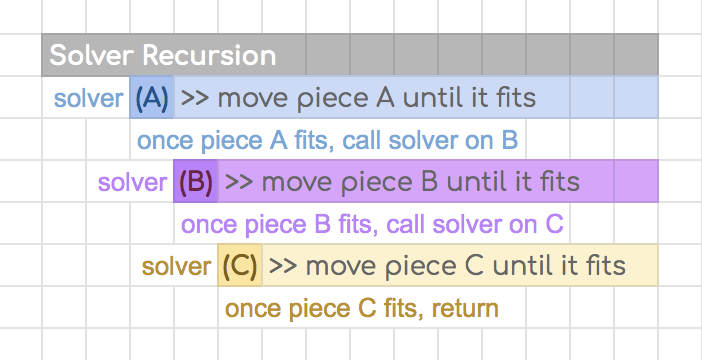 Solver Recursion
solver (A) >> move piece A until it fits
once piece A fits, call solver on B
solver (B) >> move piece B until it fits
once piece B fits, call solver on C
solver (C) >> move piece C until it fits
once piece C fits, return